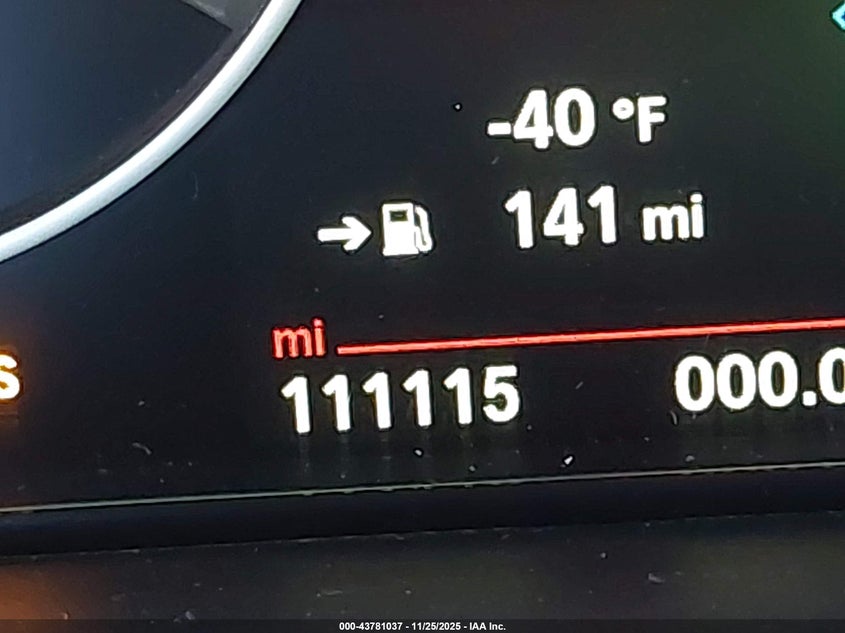 -40 °F
141 mi
mi
111115 000.0
S
000-43781037 - 11/25/2025 - IAA Inc.